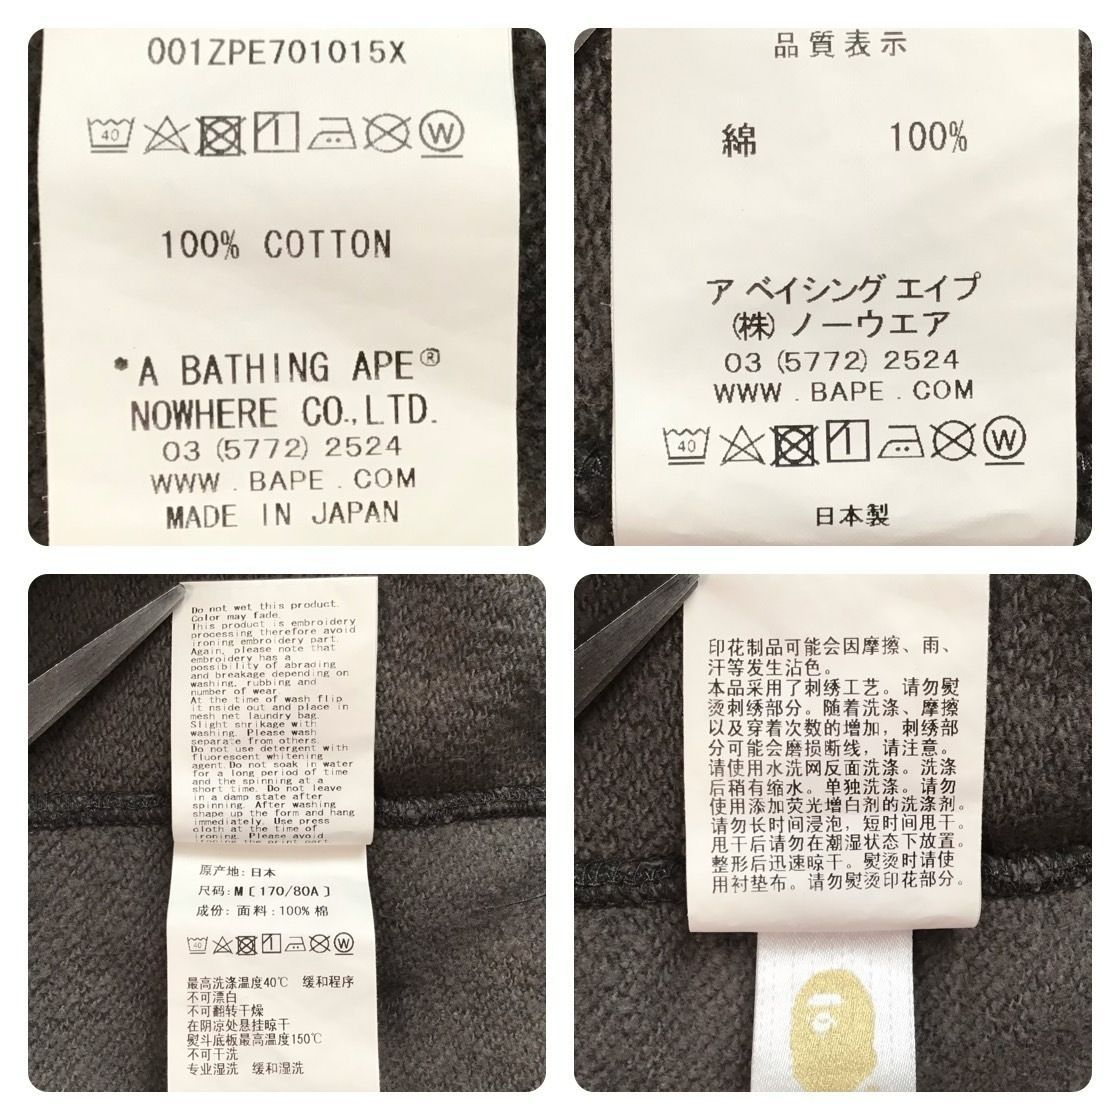 001ZPE701015X
40
W
100% COTTON
*A BATHING APE®
NOWHERE CO.,LTD.
03 (5772) 2524
WWW . BAPE . COM
MADE IN JAPAN
品質表示
綿 100%
ア ベイシング エイプ
(株) ノーウエア
03 (5772) 2524
WWW . BAPE . COM
40
W
日本製
Do not wet this product.
Color may fade.
This product is embroidery
processing therefore avoid
ironing embroidery part.
Again, please note that
embroidery has a
possibility of abrading
and breakage depending on
washing, rubbing and
number of wear.
At the time of wash flip
it inside out and place in
mesh net laundry bag.
Slight shrikage with
washing. Please wash
separate from others.
Do not use detergent with
fluorescent whitening
agent.Do not soak in water
for a long period of time
and the spinning at a
short time. Do not leave
in a damp state after
spinning. After washing
shape up the form and hang
immediately. Use press
cloth at the time of
ironing. Please avoid
ironing the print part.
原产地: 日本
尺码: M [170/80A]
成份: 面料: 100% 棉
40
W
最高洗涤温度40℃ 缓和程序
不可漂白
不可翻转干燥
在阴凉处悬挂晾干
熨斗底板最高温度150℃
不可干洗
专业湿洗 缓和湿洗
印花制品可能会因摩擦、雨、
汗等发生沾色。
本品采用了刺绣工艺。请勿熨
烫刺绣部分。随着洗涤、摩擦
以及穿着次数的增加，刺绣部
分可能会磨损断线，请注意。
请使用水洗网反面洗涤。洗涤
后稍有缩水。单独洗涤。请勿
使用添加荧光增白剂的洗涤剂。
请勿长时间浸泡，短时间甩干。
甩干后请勿在潮湿状态下放置。
整形后迅速晾干。熨烫时请使
用衬垫布。请勿熨烫印花部分。